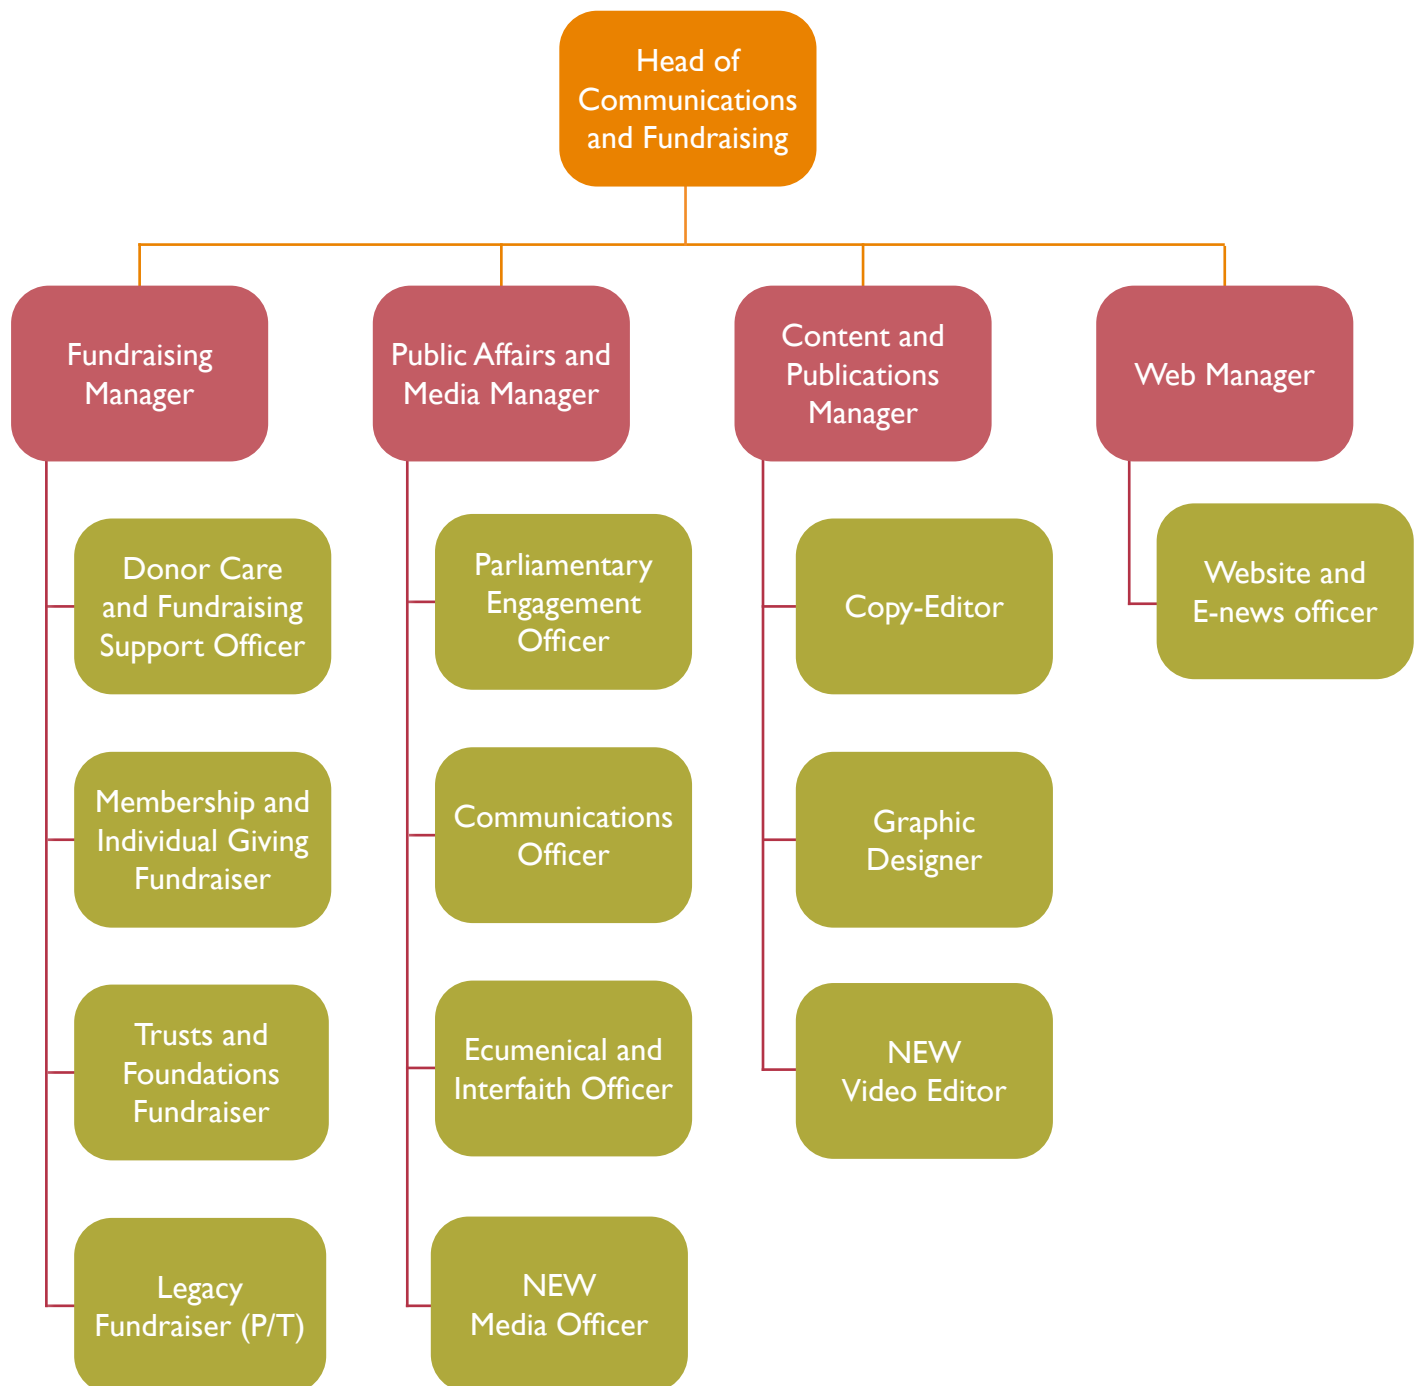 Head of
Communications
and Fundraising
Fundraising
Manager
Public Affairs and
Media Manager
Content and
Publications
Manager
Web Manager
Donor Care
and Fundraising
Support Officer
Parliamentary
Engagement
Officer
Copy-Editor
Website and
E-news officer
Membership and
Individual Giving
Fundraiser
Communications
Officer
Graphic
Designer
Trusts and
Foundations
Fundraiser
Ecumenical and
Interfaith Officer
NEW
Video Editor
Legacy
Fundraiser (P/T)
NEW
Media Officer